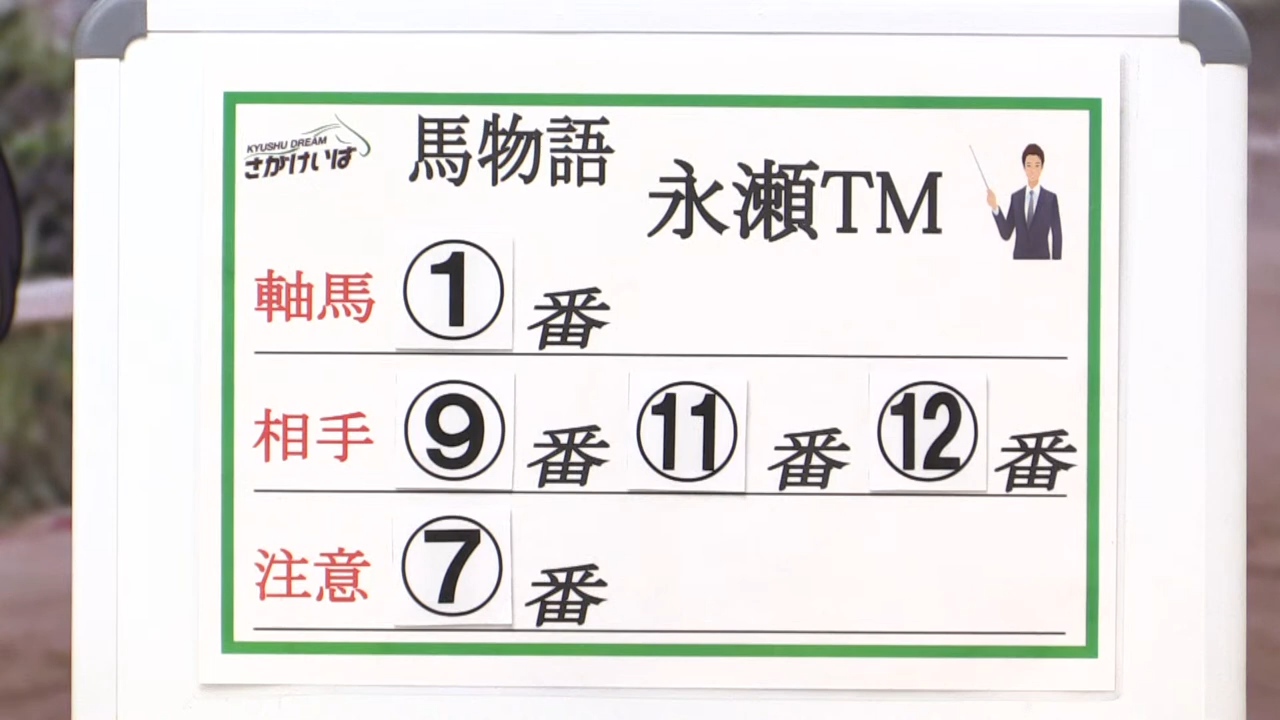 KYUSHU DREAM
さがけいば
馬物語
永瀬TM
軸馬 ① 番
相手 ⑨ 番 ⑪ 番 ⑫ 番
注意 ⑦ 番